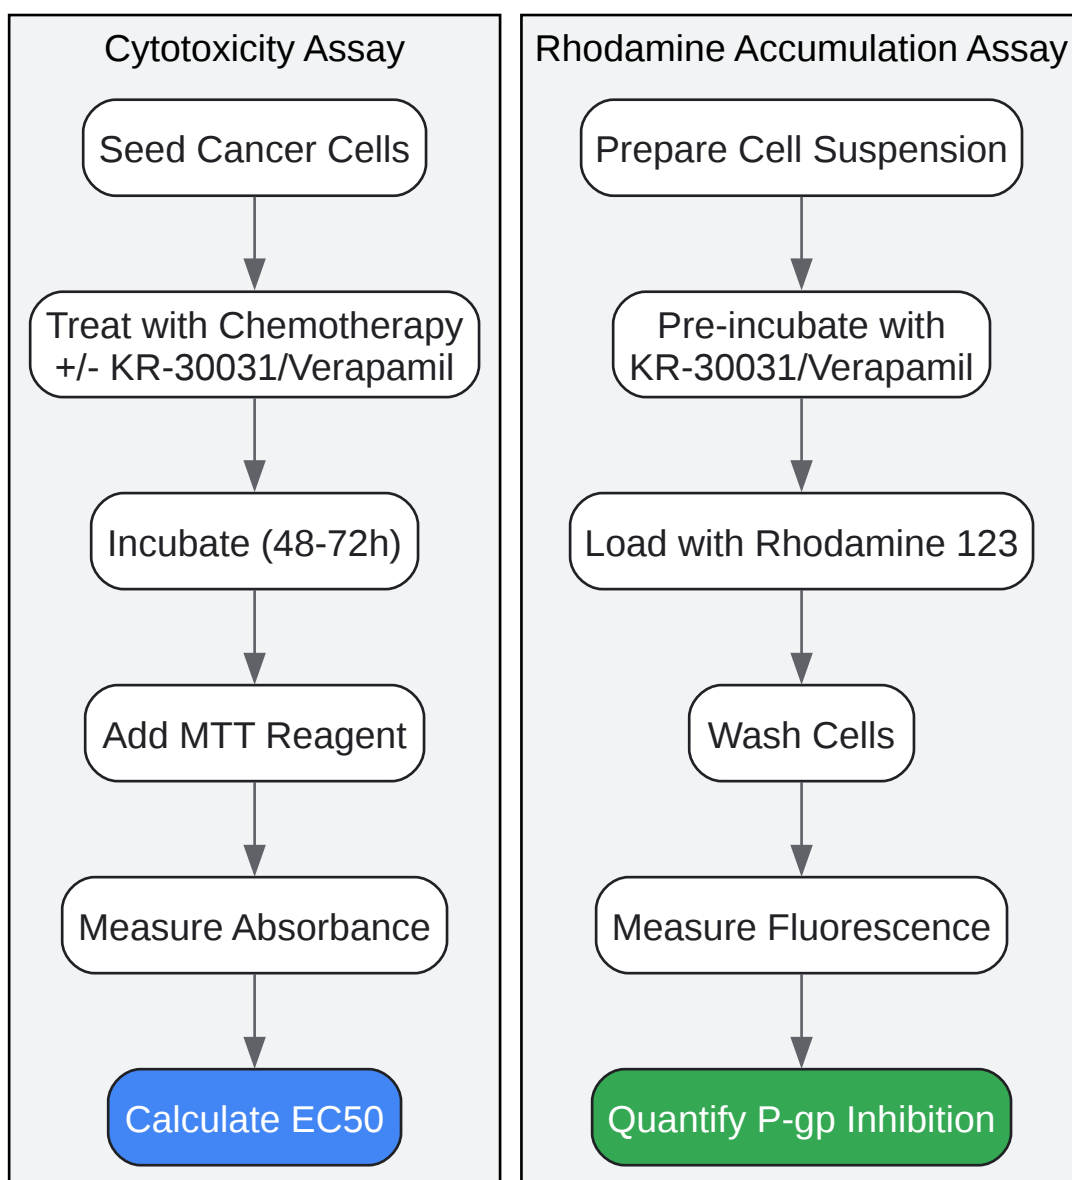 Cytotoxicity Assay
Seed Cancer Cells
Treat with Chemotherapy
+/- KR-30031/Verapamil
Incubate (48-72h)
Add MTT Reagent
Measure Absorbance
Calculate EC50
Rhodamine Accumulation Assay
Prepare Cell Suspension
Pre-incubate with
KR-30031/Verapamil
Load with Rhodamine 123
Wash Cells
Measure Fluorescence
Quantify P-gp Inhibition